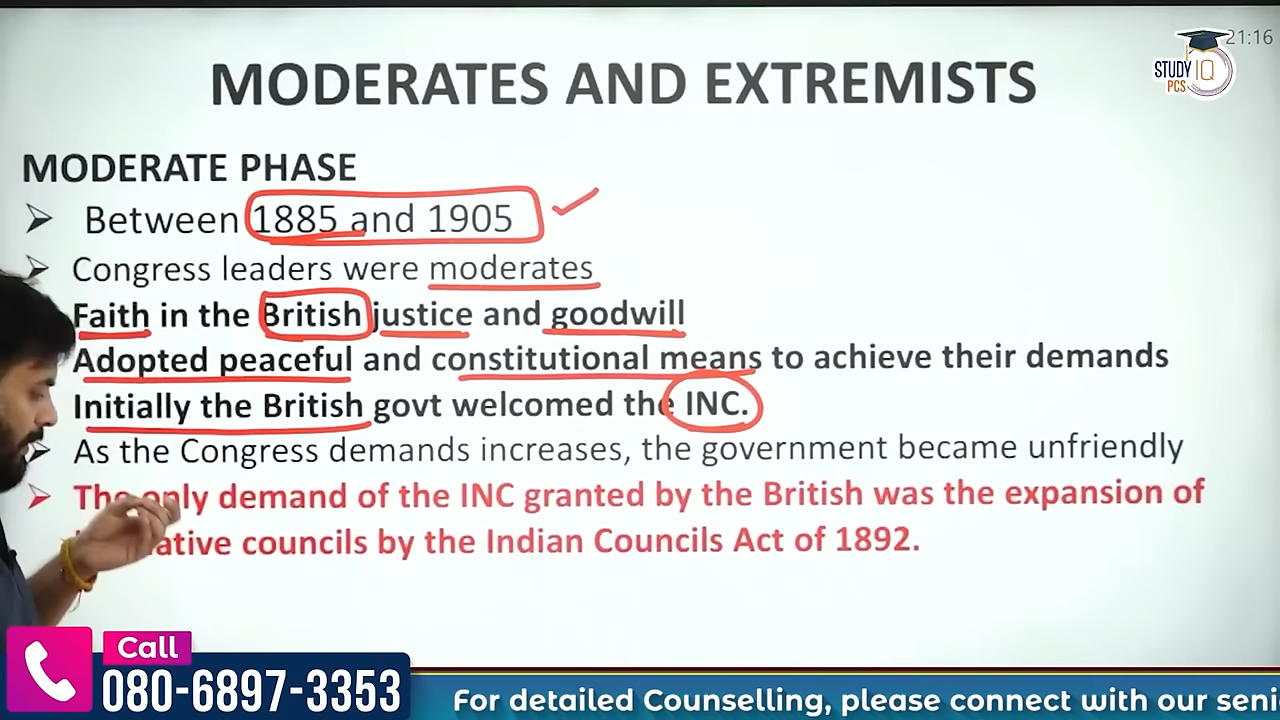 21:16
STUDY IQ
PCS
MODERATES AND EXTREMISTS
MODERATE PHASE
➤ Between 1885 and 1905
➤ Congress leaders were moderates
Faith in the British justice and goodwill
Adopted peaceful and constitutional means to achieve their demands
Initially the British govt welcomed the INC.
➤ As the Congress demands increases, the government became unfriendly
➤ The only demand of the INC granted by the British was the expansion of
councils by the Indian Councils Act of 1892.
Call
080-6897-3353
For detailed Counselling, please connect with our